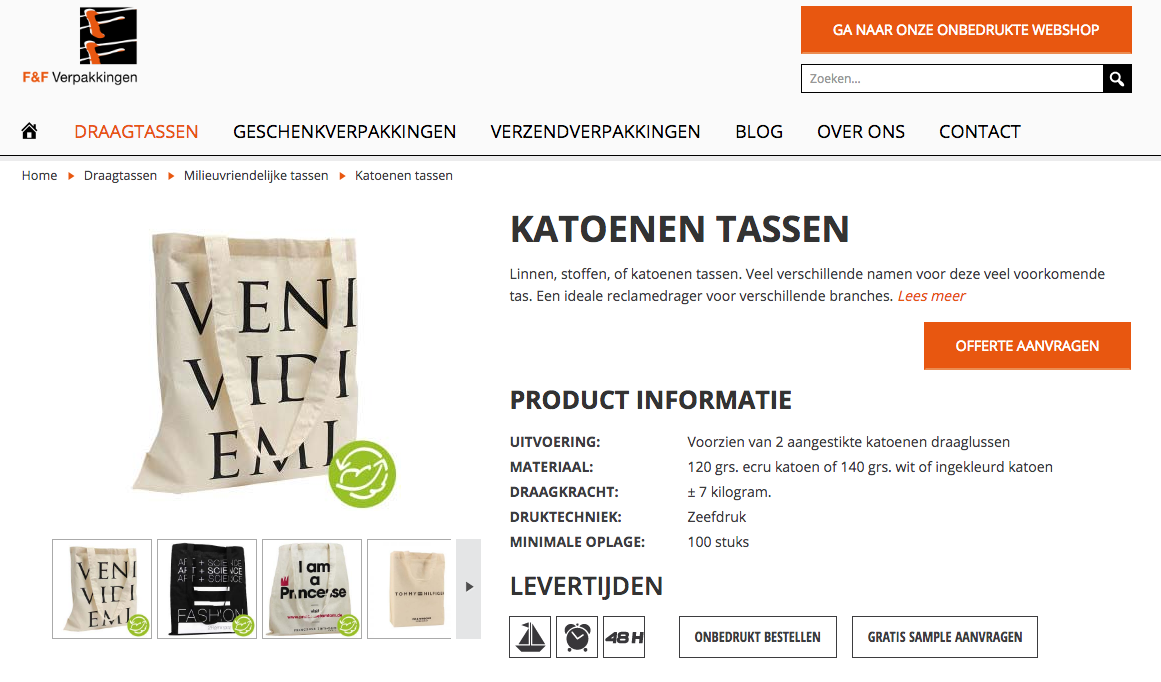 F&F Verpakkingen
GA NAAR ONZE ONBEDRUKTE WEBSHOP
Zoeken...
DRAAGTASSEN GESCHENKVERPAKKINGEN VERZENDVERPAKKINGEN BLOG OVER ONS CONTACT
Home Draagtassen Milieuvriendelijke tassen Katoenen tassen
VENI
VIDI
EMI
KATOENEN TASSEN
Linnen, stoffen, of katoenen tassen. Veel verschillende namen voor deze veel voorkomende
tas. Een ideale reclamedrager voor verschillende branches. Lees meer
OFFERTE AANVRAGEN
PRODUCT INFORMATIE
UITVOERING: Voorzien van 2 aangestikte katoenen draaglussen
MATERIAAL: 120 grs. ecru katoen of 140 grs. wit of ingekleurd katoen
DRAAGKRACHT: ± 7 kilogram.
DRUKTECHNIEK: Zeefdruk
MINIMALE OPLAGE: 100 stuks
LEVERTIJDEN
48 H
ONBEDRUKT BESTELLEN
GRATIS SAMPLE AANVRAGEN
VENI
VIDI
EMI
ART + SCIENCE
ART + SCIENCE
ART + SCIENCE
FASHION
I am
a
Princesse
TOMMY HILFIGER